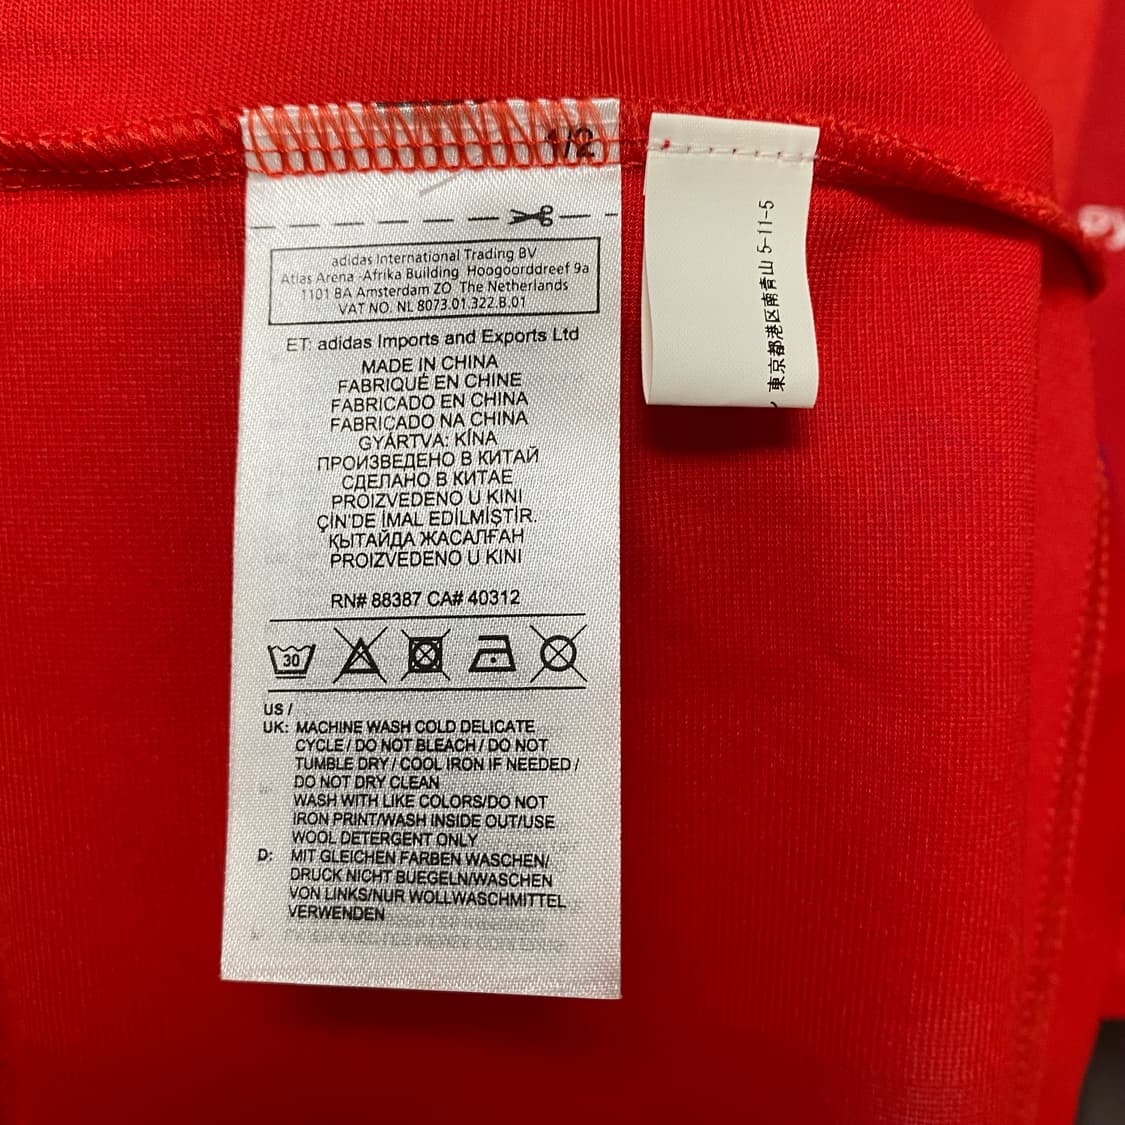 1/2
adidas International Trading BV
Atlas Arena -Afrika Building Hoogoorddreef 9a
1101 BA Amsterdam ZO The Netherlands
VAT NO. NL 8073.01.322.B.01
ET: adidas Imports and Exports Ltd
MADE IN CHINA
FABRIQUÉ EN CHINE
FABRICADO EN CHINA
FABRICADO NA CHINA
GYÁRTVA: KÍNA
ПРОИЗВЕДЕНО В КИТАЙ
СДЕЛАНО В КИТАЕ
PROIZVEDENO U KINI
ÇİN'DE İMAL EDİLMİŞTİR.
ҚЫТАЙДА ЖАСАЛҒАН
PROIZVEDENO U KINI
RN# 88387 CA# 40312
30
US /
UK: MACHINE WASH COLD DELICATE
CYCLE / DO NOT BLEACH / DO NOT
TUMBLE DRY / COOL IRON IF NEEDED /
DO NOT DRY CLEAN
WASH WITH LIKE COLORS/DO NOT
IRON PRINT/WASH INSIDE OUT/USE
WOOL DETERGENT ONLY
D: MIT GLEICHEN FARBEN WASCHEN/
DRUCK NICHT BUEGELN/WASCHEN
VON LINKS/NUR WOLLWASCHMITTEL
VERWENDEN
東京都港区南青山 5-11-5